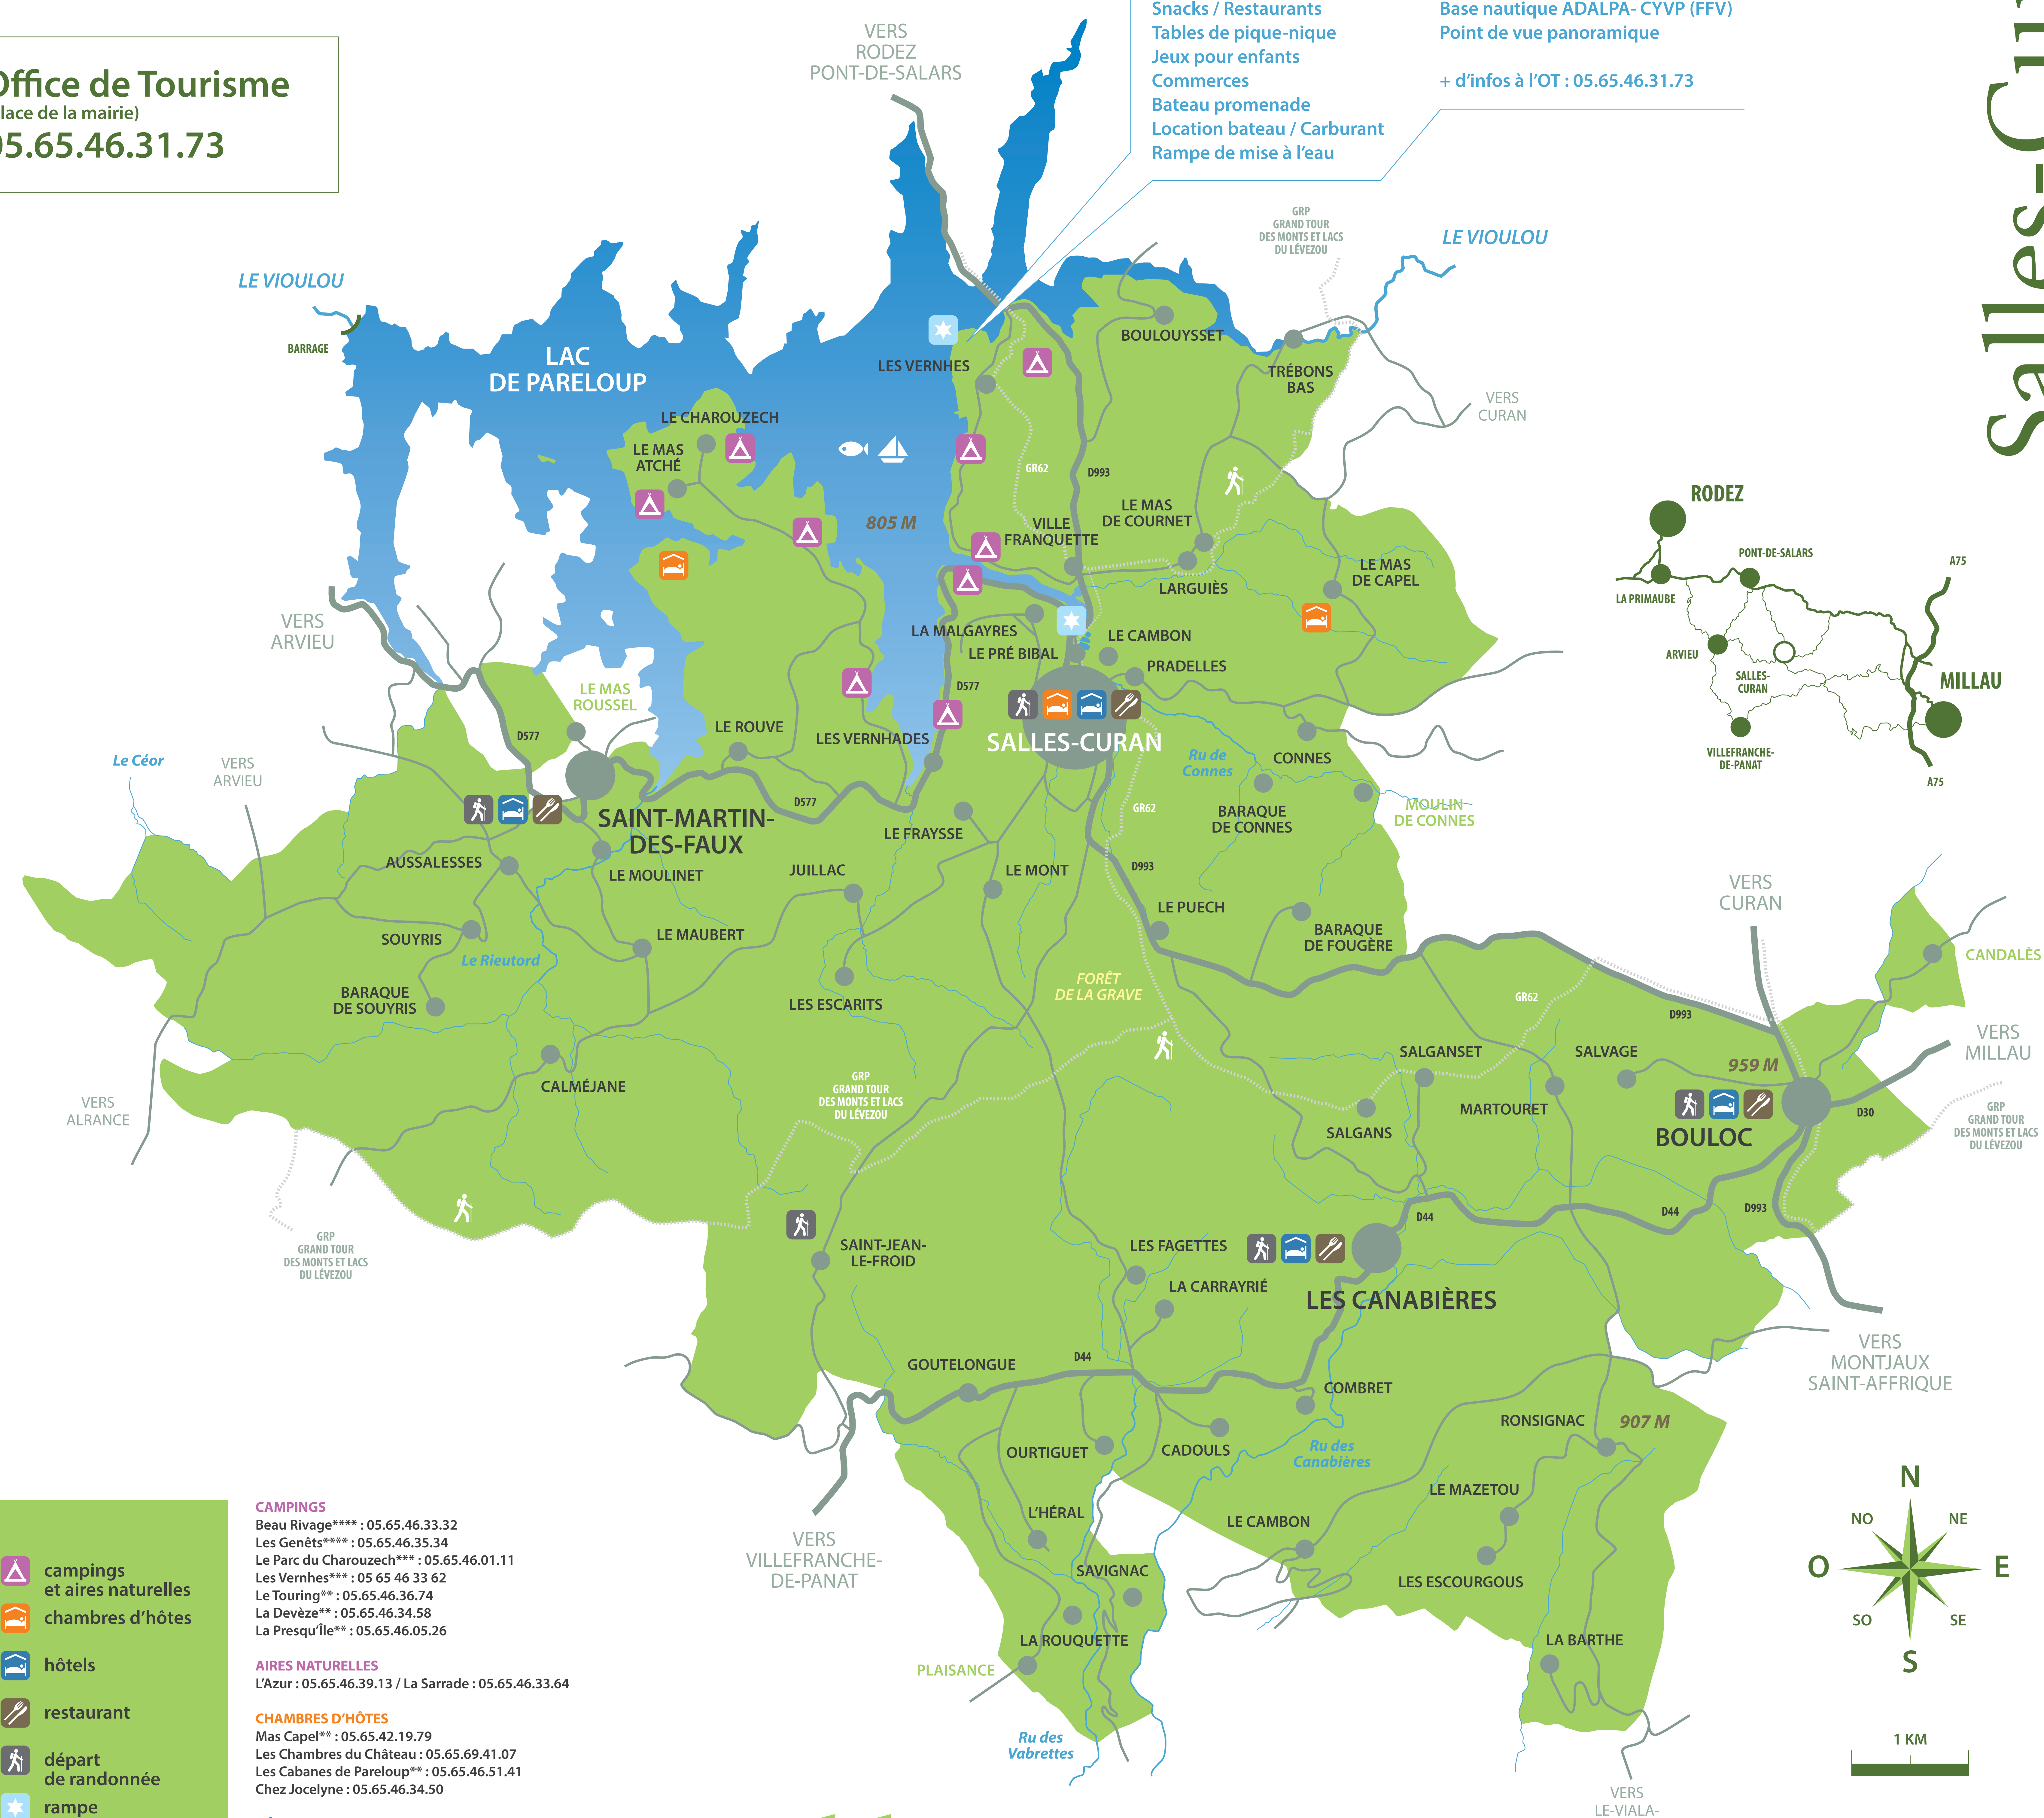 Office de Tourisme
lace de la mairie)
05.65.46.31.73
Snacks / Restaurants
Tables de pique-nique
Jeux pour enfants
Commerces
Bateau promenade
Location bateau / Carburant
Rampe de mise à l'eau
Base nautique ADALPA- CYVP (FFV)
Point de vue panoramique
+ d'infos à l'OT : 05.65.46.31.73
VERS
RODEZ
PONT-DE-SALARS
GRP
GRAND TOUR
DES MONTS ET LACS
DU LÉVEZOU
LE VIOULOU
LE VIOULOU
BARRAGE
LAC
DE PARELOUP
LES VERNHES
BOULOUYSSET
TRÉBONS
BAS
VERS
CURAN
LE CHAROUZECH
LE MAS
ATCHÉ
GR62
D993
805 M
VILLE
FRANQUETTE
LE MAS
DE COURNET
LARGUIÈS
LE MAS
DE CAPEL
RODEZ
PONT-DE-SALARS
A75
LA PRIMAUBE
ARVIEU
SALLES-
CURAN
MILLAU
VILLEFRANCHE-
DE-PANAT
A75
VERS
ARVIEU
LA MALGAYRES
LE CAMBON
LE PRÉ BIBAL
PRADELLES
D577
LE MAS
ROUSSEL
D577
LE ROUVE
LES VERNHADES
SALLES-CURAN
Ru de
Connes
CONNES
Le Céor
VERS
ARVIEU
D577
GR62
BARAQUE
DE CONNES
MOULIN
DE CONNES
SAINT-MARTIN-
DES-FAUX
LE FRAYSSE
AUSSALESSES
LE MOULINET
JUILLAC
LE MONT
D993
LE PUECH
BARAQUE
DE FOUGÈRE
VERS
CURAN
SOUYRIS
LE MAUBERT
Le Rieutord
CANDALÈS
BARAQUE
DE SOUYRIS
LES ESCARITS
FORÊT
DE LA GRAVE
GR62
D993
VERS
MILLAU
CALMÉJANE
SALGANSET
SALVAGE
959 M
GRP
GRAND TOUR
DES MONTS ET LACS
DU LÉVEZOU
VERS
ALRANCE
MARTOURET
SALGANS
BOULOC
D30
GRP
GRAND TOUR
DES MONTS ET LACS
DU LÉVEZOU
D44
D44
D993
GRP
GRAND TOUR
DES MONTS ET LACS
DU LÉVEZOU
SAINT-JEAN-
LE-FROID
LES FAGETTES
LA CARRAYRIÉ
LES CANABIÈRES
VERS
MONTJAUX
SAINT-AFFRIQUE
GOUTELONGUE
D44
COMBRET
RONSIGNAC
907 M
OURTIGUET
CADOULS
Ru des
Canabières
LE MAZETOU
L'HÉRAL
LE CAMBON
VERS
VILLEFRANCHE-
DE-PANAT
SAVIGNAC
LES ESCOURGOUS
LA ROUQUETTE
LA BARTHE
PLAISANCE
Ru des
Vabrettes
VERS
LE-VIALA-
N
NO
NE
O
E
SO
SE
S
1 KM
campings
et aires naturelles
chambres d'hôtes
hôtels
restaurant
départ
de randonnée
rampe
CAMPINGS
Beau Rivage**** : 05.65.46.33.32
Les Genêts**** : 05.65.46.35.34
Le Parc du Charouzech*** : 05.65.46.01.11
Les Vernhes*** : 05 65 46 33 62
Le Touring** : 05.65.46.36.74
La Devèze** : 05.65.46.34.58
La Presqu'Île** : 05.65.46.05.26
AIRES NATURELLES
L'Azur : 05.65.46.39.13 / La Sarrade : 05.65.46.33.64
CHAMBRES D'HÔTES
Mas Capel** : 05.65.42.19.79
Les Chambres du Château : 05.65.69.41.07
Les Cabanes de Pareloup** : 05.65.46.51.41
Chez Jocelyne : 05.65.46.34.50